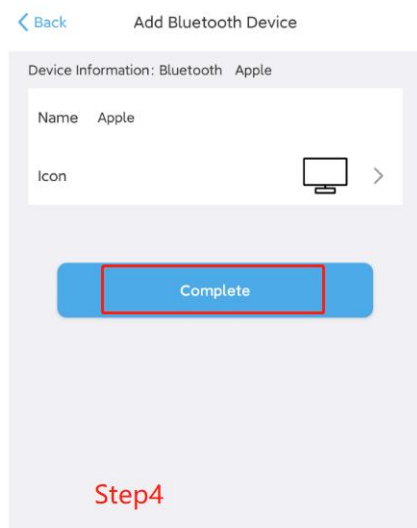 Back Add Bluetooth Device
Device Information: Bluetooth Apple
Name Apple
Icon
Complete
Step4